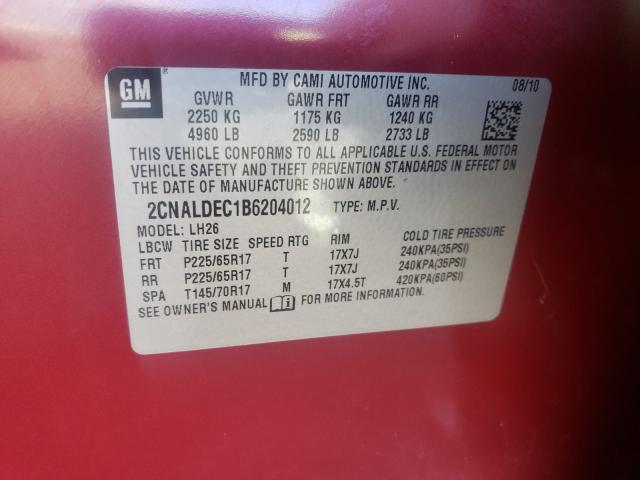 GM
MFD BY CAMI AUTOMOTIVE INC. 08/10
GVWR GAWR FRT GAWR RR
2250 KG 1175 KG 1240 KG
4960 LB 2590 LB 2733 LB
THIS VEHICLE CONFORMS TO ALL APPLICABLE U.S. FEDERAL MOTOR
VEHICLE SAFETY AND THEFT PREVENTION STANDARDS IN EFFECT ON
THE DATE OF MANUFACTURE SHOWN ABOVE.
2CNALDEC1B6204012 TYPE: M.P.V.
MODEL: LH26
LBCW TIRE SIZE SPEED RTG RIM COLD TIRE PRESSURE
FRT P225/65R17 T 17X7J 240KPA(35PSI)
RR P225/65R17 T 17X7J 240KPA(35PSI)
SPA T145/70R17 M 17X4.5T 420KPA(60PSI)
SEE OWNER'S MANUAL FOR MORE INFORMATION.